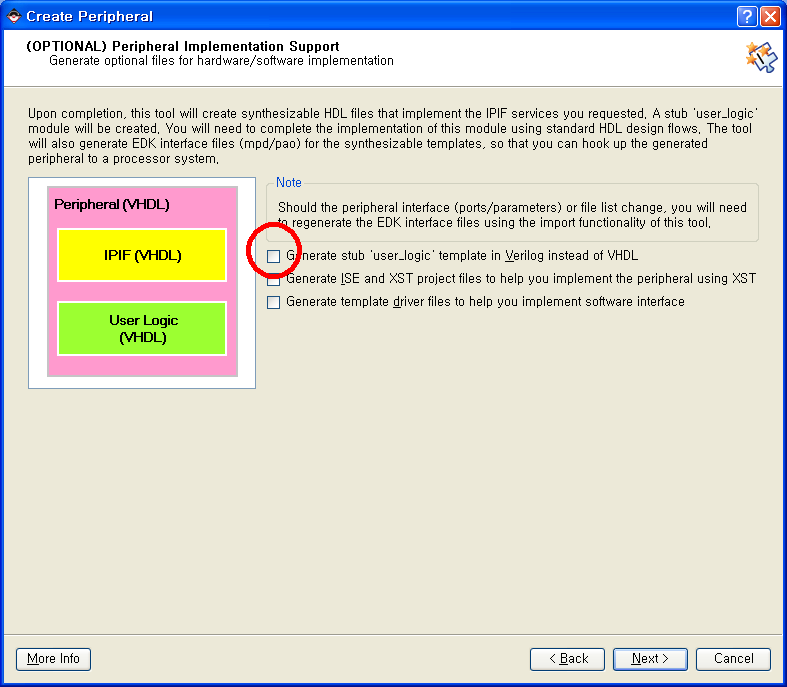 Create Peripheral
(OPTIONAL) Peripheral Implementation Support
Generate optional files for hardware/software implementation
Upon completion, this tool will create synthesizable HDL files that implement the IPIF services you requested. A stub 'user_logic'
module will be created. You will need to complete the implementation of this module using standard HDL design flows. The tool
will also generate EDK interface files (mpd/pao) for the synthesizable templates, so that you can hook up the generated
peripheral to a processor system.
Peripheral (VHDL)
IPIF (VHDL)
User Logic
(VHDL)
Note
Should the peripheral interface (ports/parameters) or file list change, you will need
to regenerate the EDK interface files using the import functionality of this tool.
Generate stub 'user_logic' template in Verilog instead of VHDL
Generate ISE and XST project files to help you implement the peripheral using XST
Generate template driver files to help you implement software interface
More Info
< Back
Next >
Cancel